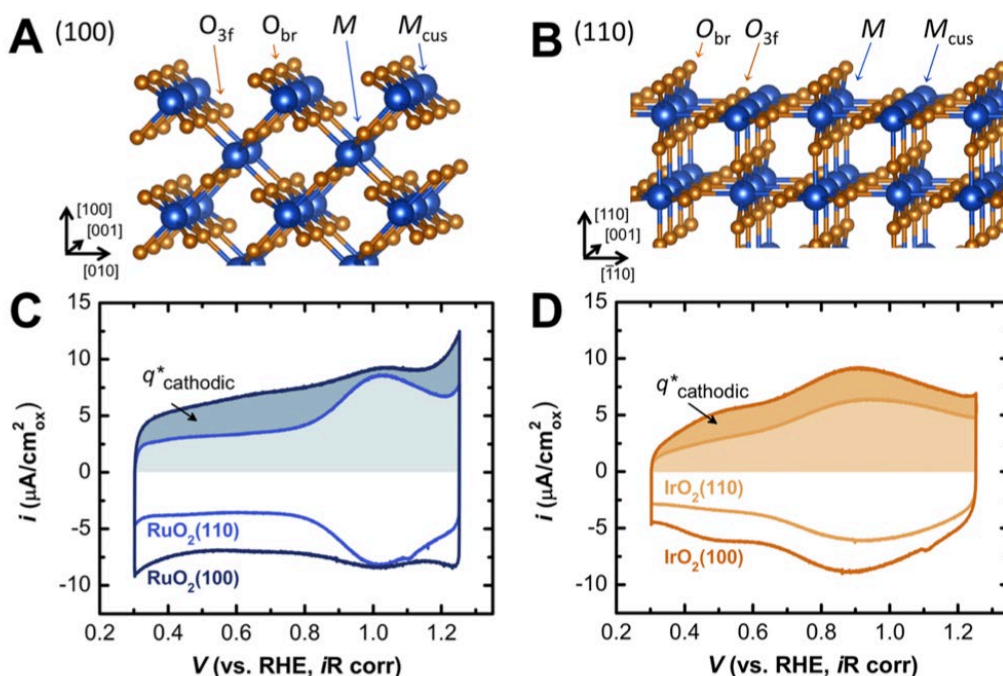 A (100) O3f Obr M Mcus
[100]
[001]
[010]
B (110) Obr O3f M Mcus
[110]
[001]
[1̅10]
C
15
10
5
0
-5
-10
i (μA/cm²ox)
q*cathodic
RuO2(110)
RuO2(100)
0.2 0.4 0.6 0.8 1.0 1.2
V (vs. RHE, iR corr)
D
15
10
5
0
-5
-10
i (μA/cm²ox)
q*cathodic
IrO2(110)
IrO2(100)
0.2 0.4 0.6 0.8 1.0 1.2
V (vs. RHE, iR corr)